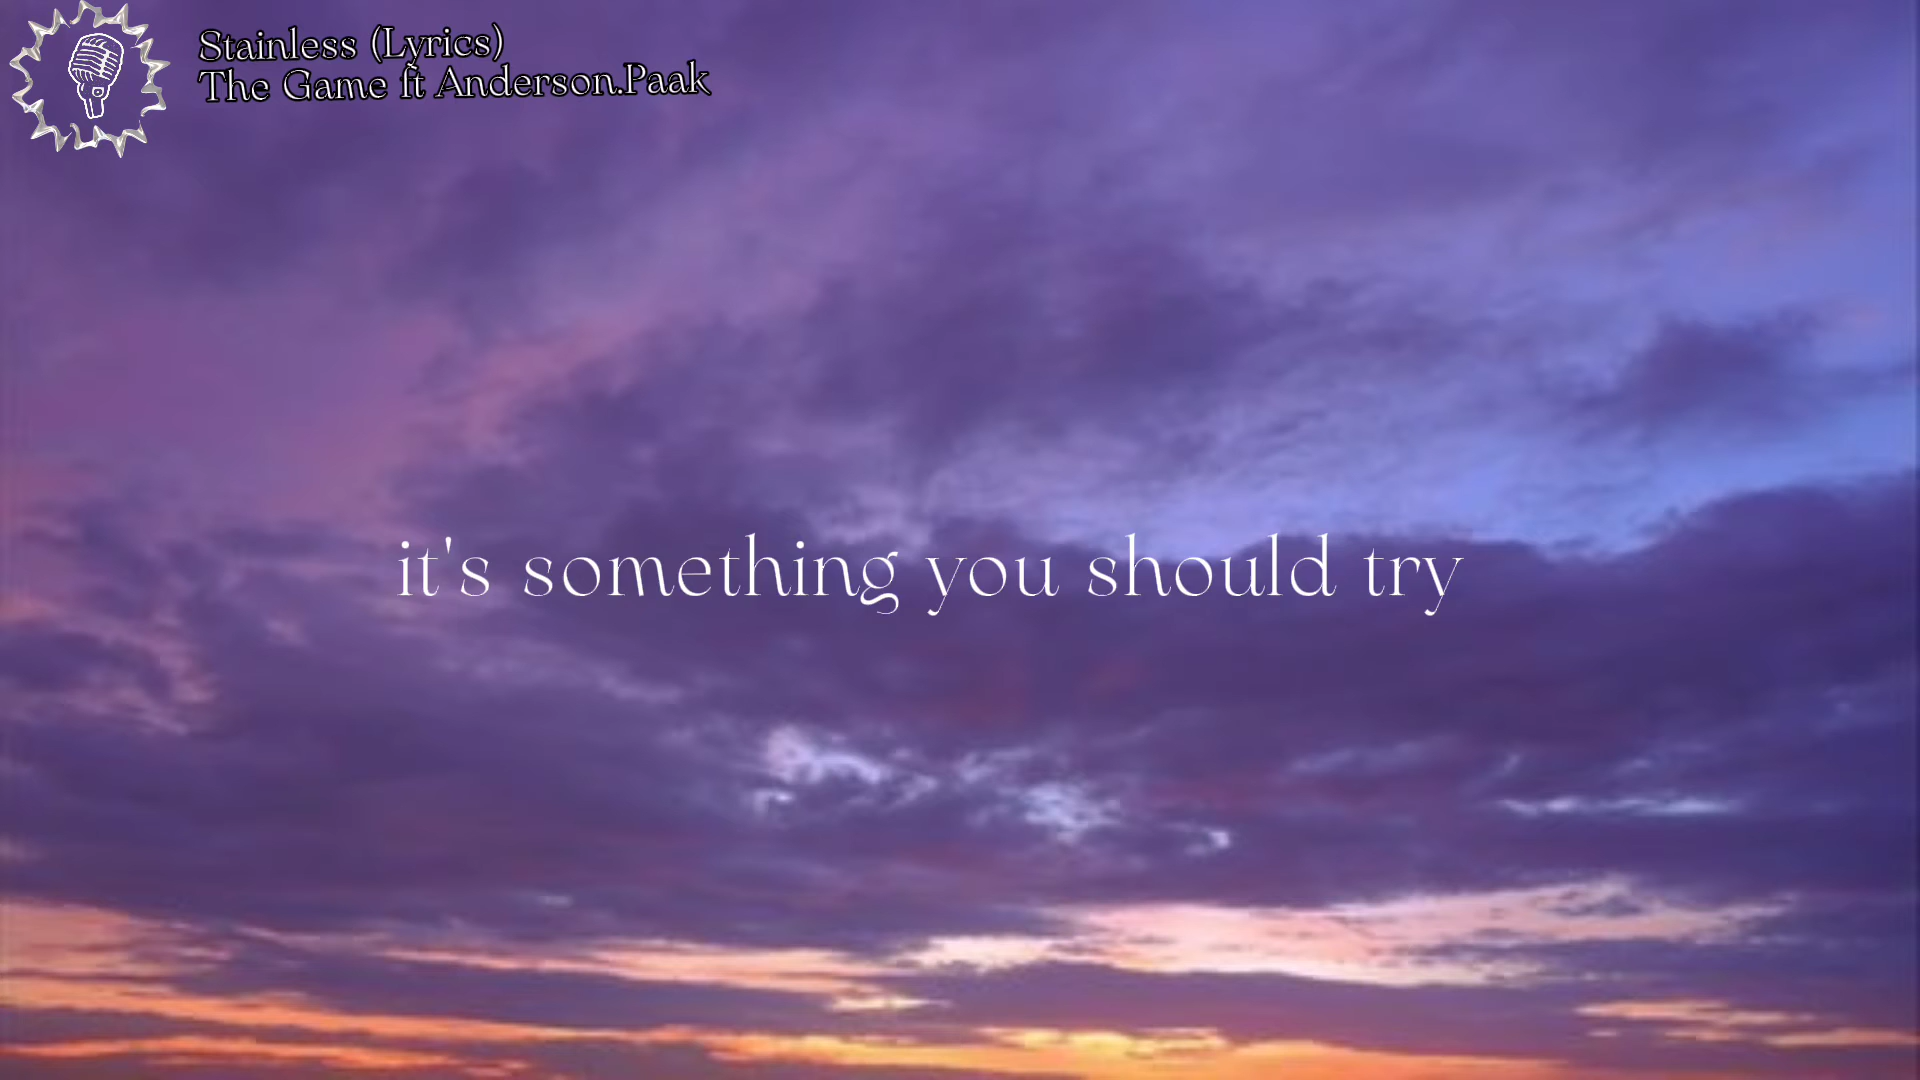 Stainless (Lyrics)
The Game ft Anderson.Paak
it's something you should try